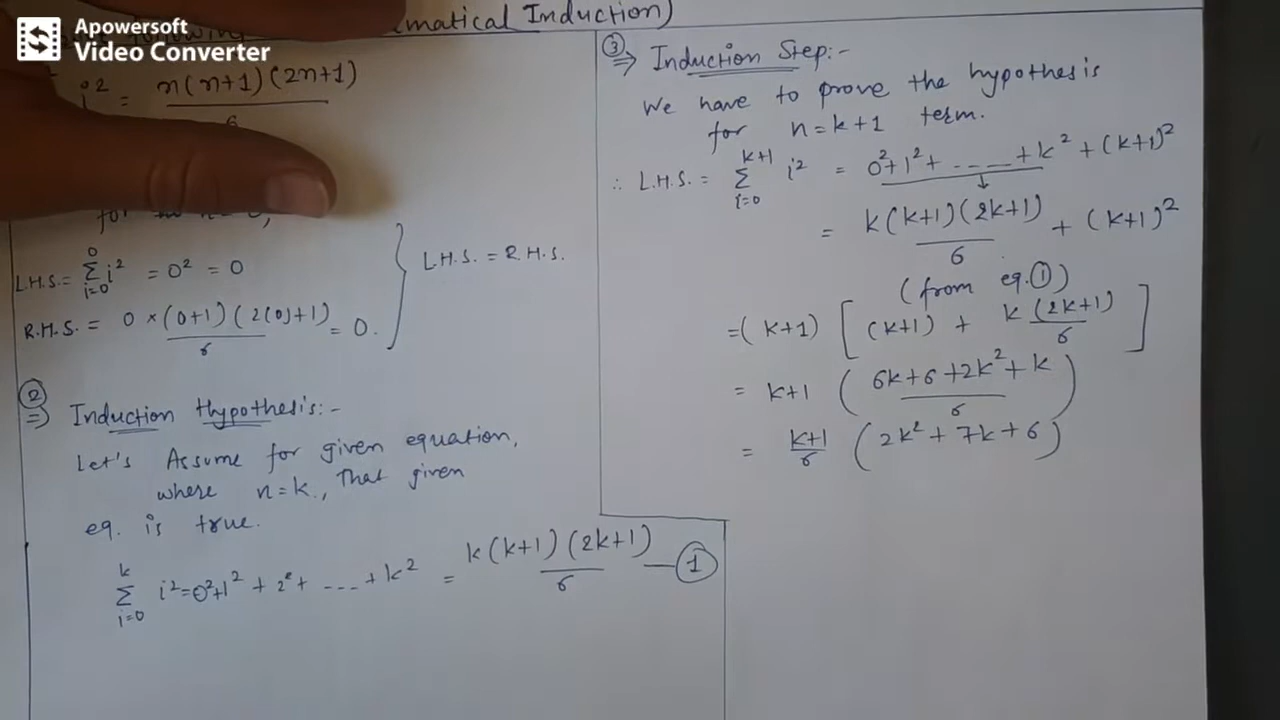 Apowersoft
Video Converter
matical Induction)
i² = n(n+1)(2n+1)
6
for
L.H.S. = 0 Σ i=0 i² = 0² = 0
R.H.S. = 0 × (0+1) (2(0)+1) / 6 = 0.
L.H.S. = R.H.S.
② ⇒ Induction Hypothesis:-
Let's Assume for given equation,
where n=k, That given
eq. is true.
k Σ i=0 i² = 0²+1² + 2² + ---- + k² = k(k+1)(2k+1) / 6 — ①
③ ⇒ Induction Step:-
We have to prove the hypothesis
for n=k+1 term.
∴ L.H.S. = k+1 Σ i=0 i² = 0²+1²+ ---- + k² + (k+1)²
= k(k+1)(2k+1) / 6 + (k+1)²
(from eq.①)
= (k+1) [ (k+1) + k(2k+1) / 6 ]
= k+1 ( 6k+6+2k²+k / 6 )
= k+1 / 6 ( 2k²+7k+6 )